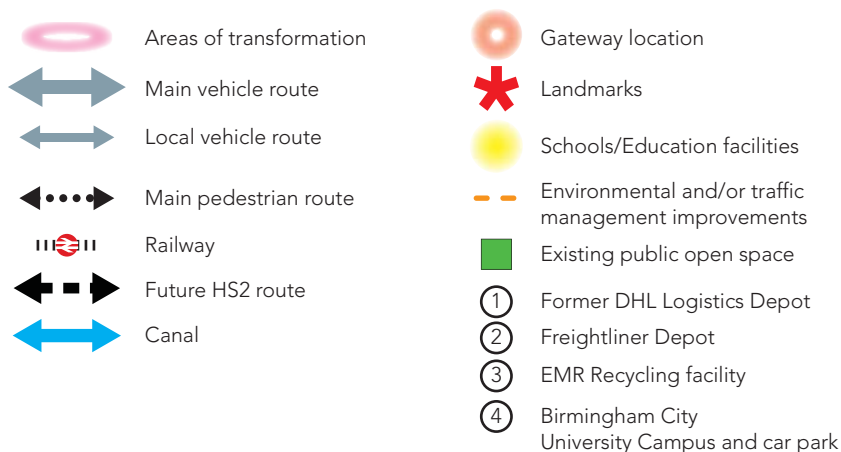 Areas of transformation
Main vehicle route
Local vehicle route
Main pedestrian route
Railway
Future HS2 route
Canal
Gateway location
Landmarks
Schools/Education facilities
Environmental and/or traffic
management improvements
Existing public open space
1 Former DHL Logistics Depot
2 Freightliner Depot
3 EMR Recycling facility
4 Birmingham City
University Campus and car park